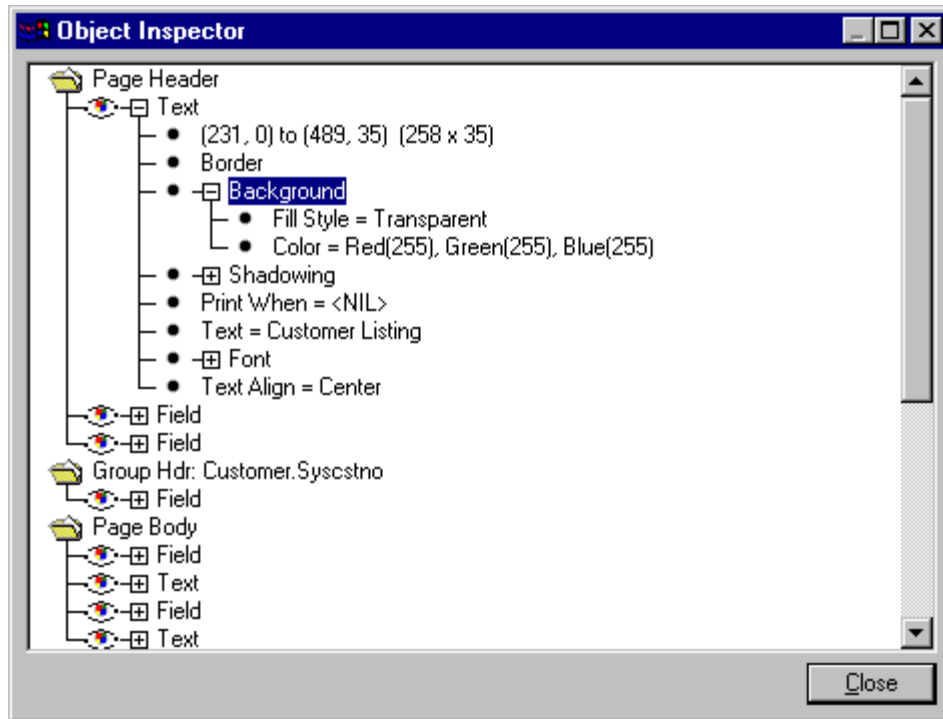 Object Inspector
Page Header
Text
(231, 0) to (489, 35) (258 x 35)
Border
Background
Fill Style = Transparent
Color = Red(255), Green(255), Blue(255)
Shadowing
Print When = <NIL>
Text = Customer Listing
Font
Text Align = Center
Field
Field
Group Hdr: Customer.Syscstno
Field
Page Body
Field
Text
Field
Text
Close